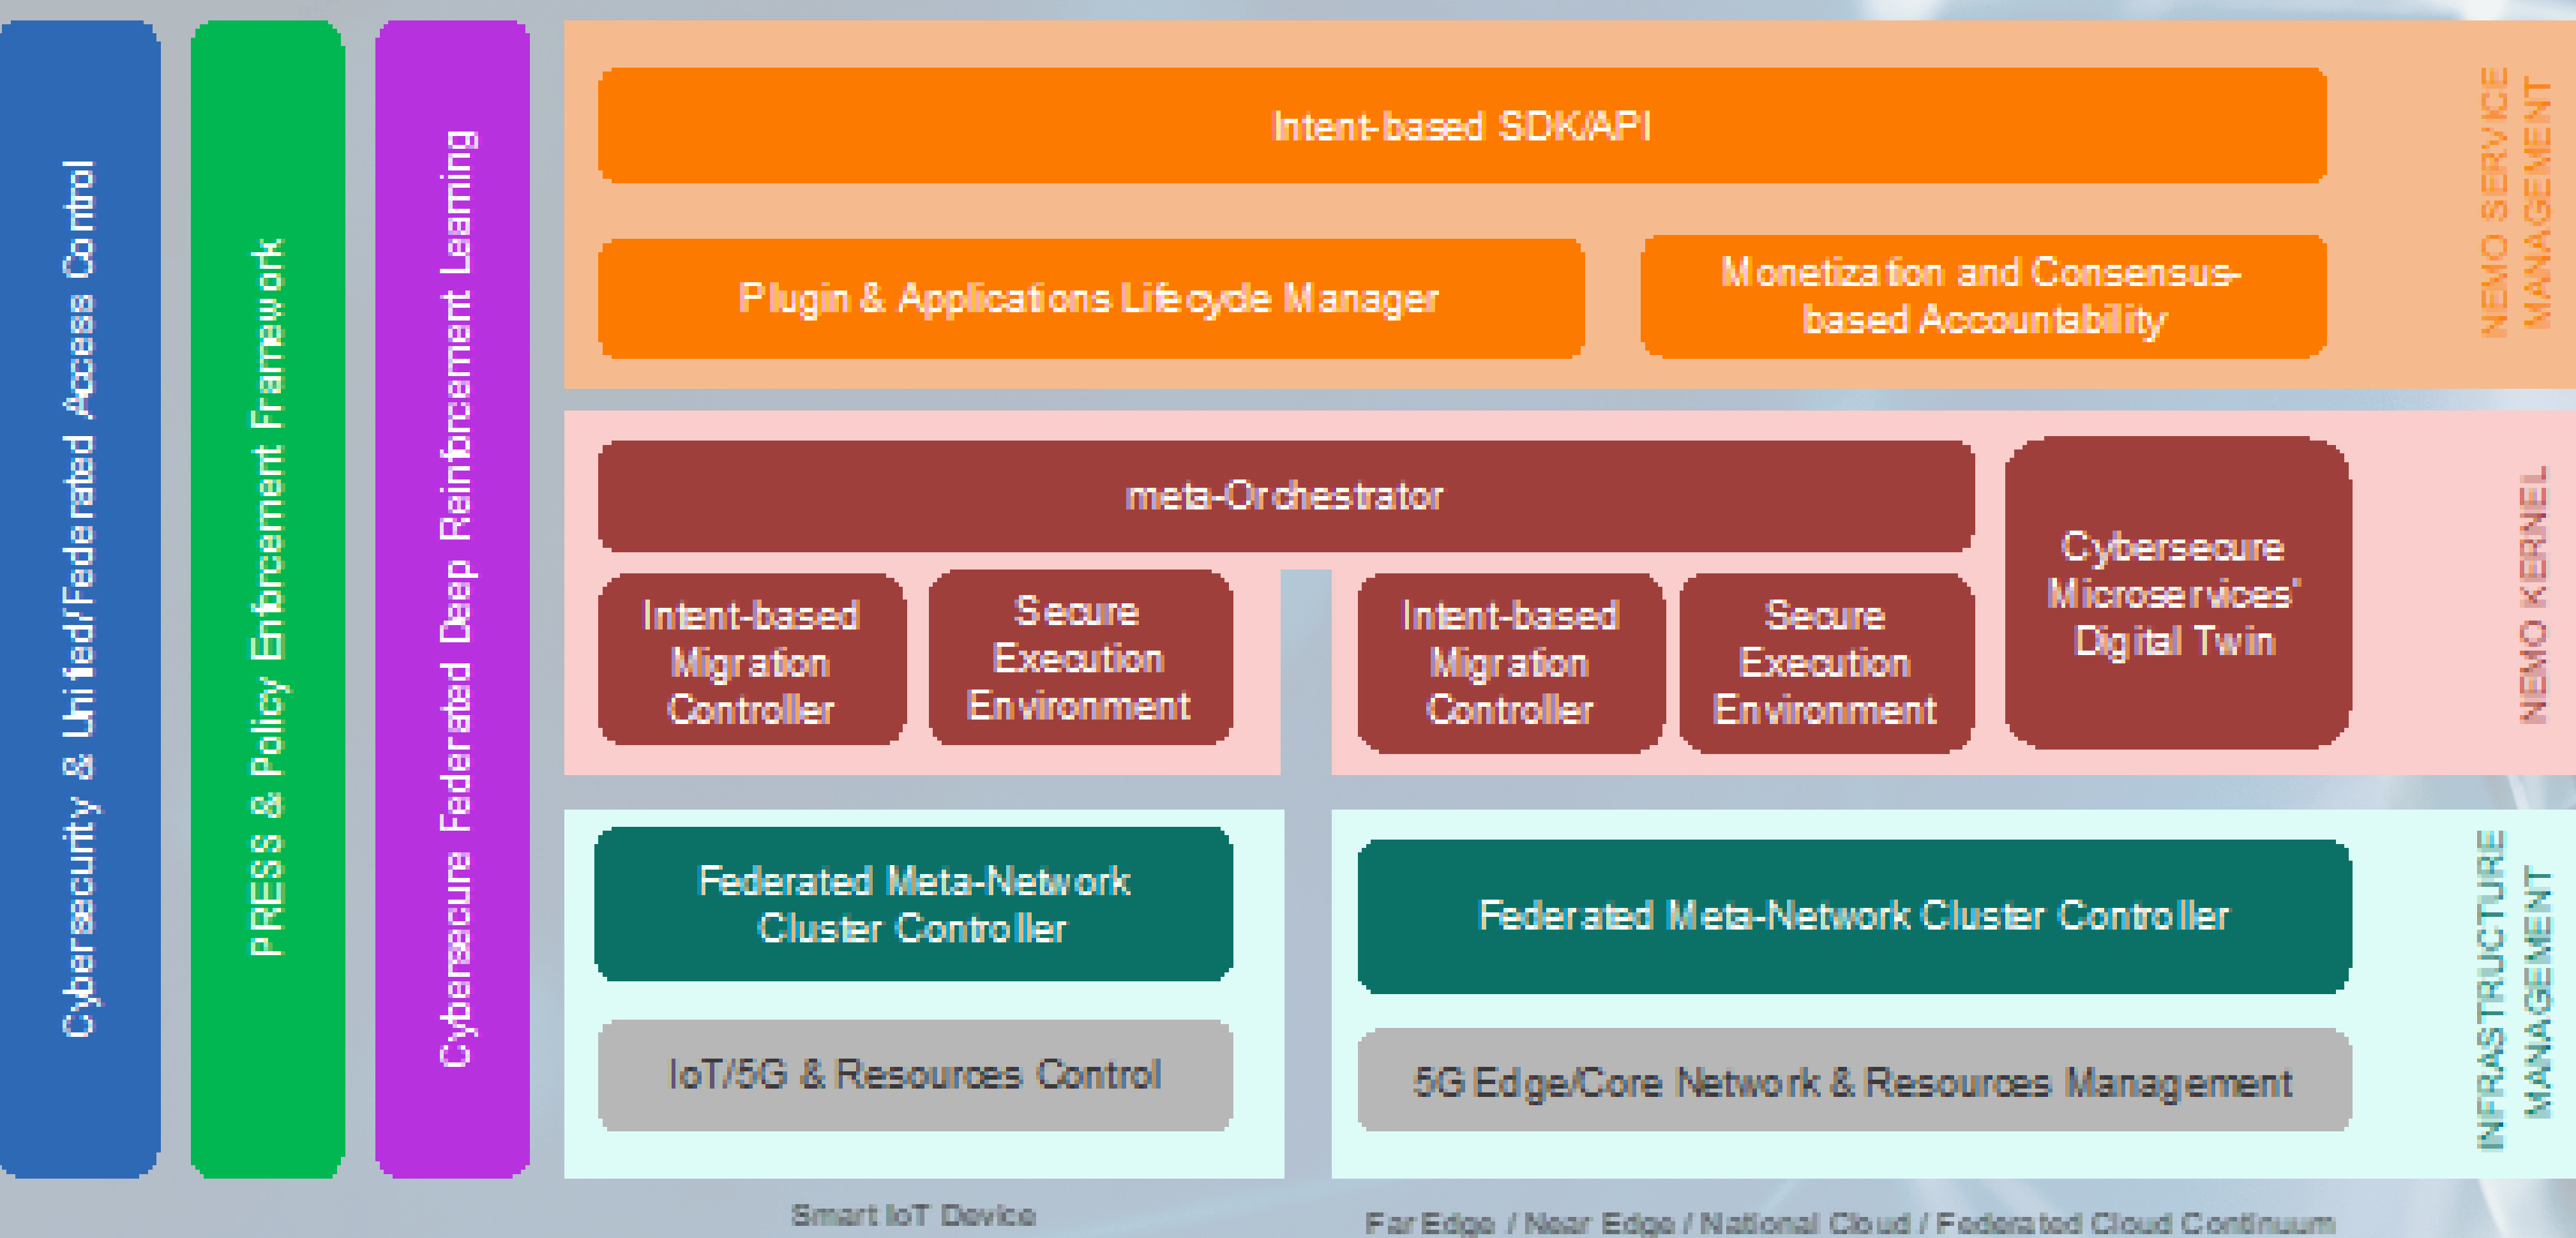 Cybersecurity & Unified/Federated Access Control
PRESS & Policy Enforcement Framework
Cybersecure Federated Deep Reinforcement Learning
Intent-based SDK/API
Plugin & Applications Lifecycle Manager
Monetization and Consensus-
based Accountability
NEMO SERVICE
MANAGEMENT
meta-Orchestrator
Intent-based
Migration
Controller
Secure
Execution
Environment
Intent-based
Migration
Controller
Secure
Execution
Environment
Cybersecure
Microservices'
Digital Twin
NEMO KERNEL
Federated Meta-Network
Cluster Controller
Federated Meta-Network Cluster Controller
IoT/5G & Resources Control
5G Edge/Core Network & Resources Management
INFRASTRUCTURE
MANAGEMENT
Smart IoT Device
Far Edge / Near Edge / National Cloud / Federated Cloud Continuum